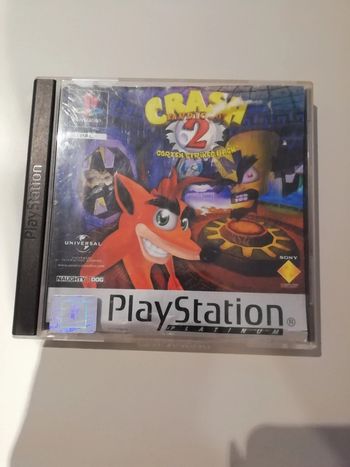 CRASH
BANDICOOT
2
CORTEX STRIKES BACK
UNIVERSAL
SONY
NAUGHTY DOG
PlayStation
PLATINUM
PlayStation